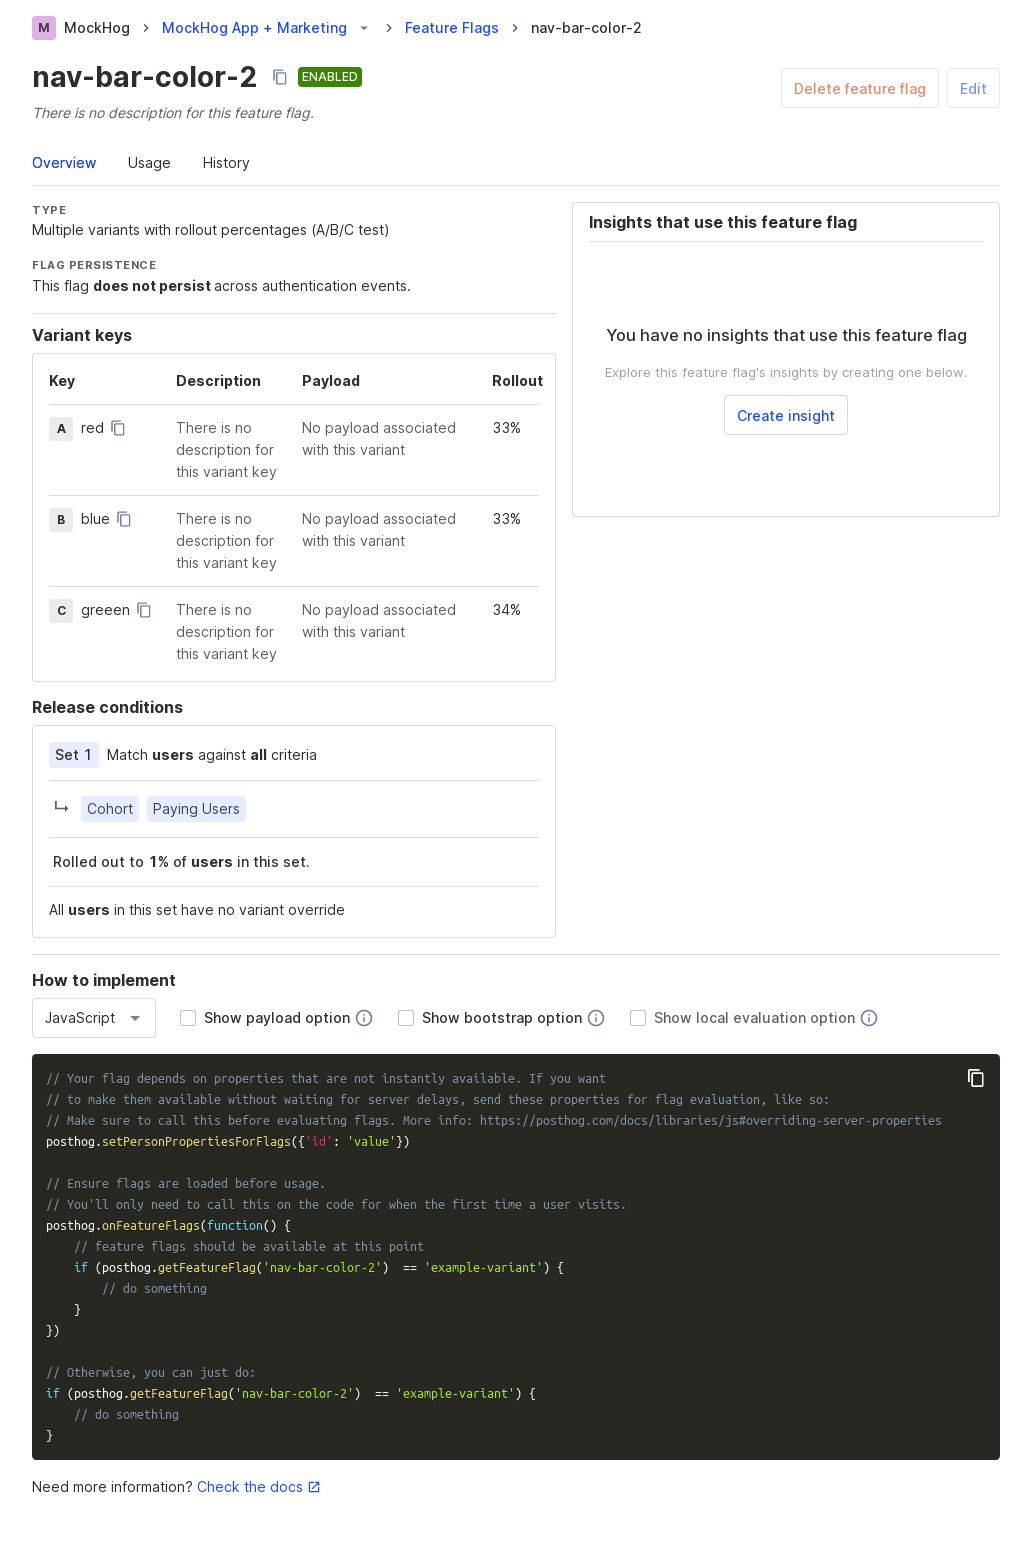 M MockHog MockHog App + Marketing Feature Flags nav-bar-color-2
nav-bar-color-2 ENABLED
Delete feature flag Edit
There is no description for this feature flag.
Overview Usage History
TYPE
Multiple variants with rollout percentages (A/B/C test)
FLAG PERSISTENCE
This flag does not persist across authentication events.
Variant keys
Key Description Payload Rollout
A red There is no No payload associated 33%
description for with this variant
this variant key
B blue There is no No payload associated 33%
description for with this variant
this variant key
C greeen There is no No payload associated 34%
description for with this variant
this variant key
Release conditions
Set 1 Match users against all criteria
Cohort Paying Users
Rolled out to 1% of users in this set.
All users in this set have no variant override
Insights that use this feature flag
You have no insights that use this feature flag
Explore this feature flag's insights by creating one below.
Create insight
How to implement
JavaScript Show payload option Show bootstrap option Show local evaluation option
// Your flag depends on properties that are not instantly available. If you want
// to make them available without waiting for server delays, send these properties for flag evaluation, like so:
// Make sure to call this before evaluating flags. More info: https://posthog.com/docs/libraries/js#overriding-server-properties
posthog.setPersonPropertiesForFlags({'id': 'value'})
// Ensure flags are loaded before usage.
// You'll only need to call this on the code for when the first time a user visits.
posthog.onFeatureFlags(function() {
    // feature flags should be available at this point
    if (posthog.getFeatureFlag('nav-bar-color-2')  == 'example-variant') {
        // do something
    }
})
// Otherwise, you can just do:
if (posthog.getFeatureFlag('nav-bar-color-2')  == 'example-variant') {
    // do something
}
Need more information? Check the docs